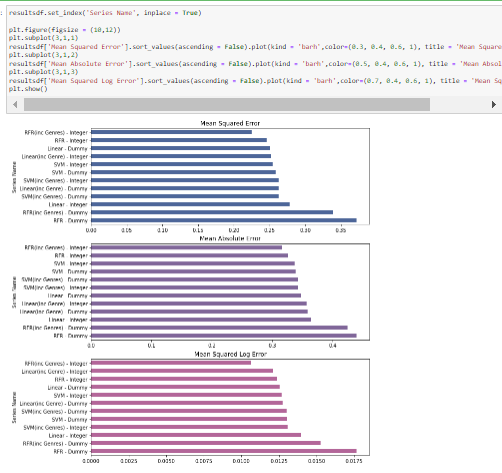 resultsdf.set_index('Series Name', inplace = True)
plt.figure(figsize = (10,12))
plt.subplot(3,1,1)
resultsdf['Mean Squared Error'].sort_values(ascending = False).plot(kind = 'barh',color=(0.3, 0.4, 0.6, 1), title = 'Mean Square
plt.subplot(3,1,2)
resultsdf['Mean Absolute Error'].sort_values(ascending = False).plot(kind = 'barh',color=(0.5, 0.4, 0.6, 1), title = 'Mean Absol
plt.subplot(3,1,3)
resultsdf['Mean Squared Log Error'].sort_values(ascending = False).plot(kind = 'barh',color=(0.7, 0.4, 0.6, 1), title = 'Mean Sq
plt.show()
Mean Squared Error
Series Name
RFR(inc Genres) - Integer
RFR - Integer
Linear - Dummy
Linear(inc Genre) - Integer
SVM - Integer
SVM - Dummy
SVM(inc Genres) - Integer
Linear(inc Genre) - Dummy
SVM(inc Genres) - Dummy
Linear - Integer
RFR(inc Genres) - Dummy
RFR - Dummy
0.00 0.05 0.10 0.15 0.20 0.25 0.30 0.35
Mean Absolute Error
Series Name
RFR(inc Genres) - Integer
RFR - Integer
SVM - Integer
SVM - Dummy
SVM(inc Genres) - Dummy
SVM(inc Genres) - Integer
Linear - Dummy
Linear(inc Genre) - Integer
Linear(inc Genre) - Dummy
Linear - Integer
RFR(inc Genres) - Dummy
RFR - Dummy
0.0 0.1 0.2 0.3 0.4
Mean Squared Log Error
Series Name
RFR(inc Genres) - Integer
Linear(inc Genre) - Integer
RFR - Integer
Linear - Dummy
SVM - Integer
Linear(inc Genre) - Dummy
SVM(inc Genres) - Dummy
SVM - Dummy
SVM(inc Genres) - Integer
Linear - Integer
RFR(inc Genres) - Dummy
RFR - Dummy
0.0000 0.0025 0.0050 0.0075 0.0100 0.0125 0.0150 0.0175